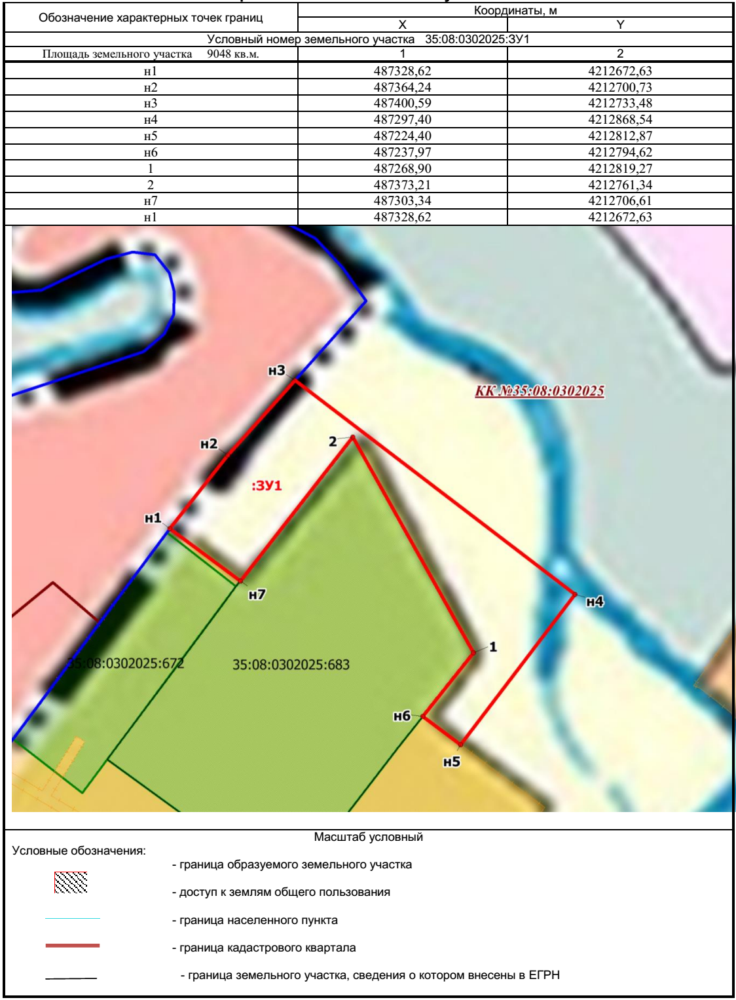 Обозначение характерных точек границ
Координаты, м
X Y
Условный номер земельного участка 35:08:0302025:ЗУ1
Площадь земельного участка 9048 кв.м. 1 2
н1 487328,62 4212672,63
н2 487364,24 4212700,73
н3 487400,59 4212733,48
н4 487297,40 4212868,54
н5 487224,40 4212812,87
н6 487237,97 4212794,62
1 487268,90 4212819,27
2 487373,21 4212761,34
н7 487303,34 4212706,61
н1 487328,62 4212672,63
н3
КК №35:08:0302025
н2
2
:ЗУ1
н1
н7
н4
1
35:08:0302025:672
35:08:0302025:683
н6
н5
Масштаб условный
Условные обозначения:
- граница образуемого земельного участка
- доступ к землям общего пользования
- граница населенного пункта
- граница кадастрового квартала
- граница земельного участка, сведения о котором внесены в ЕГРН